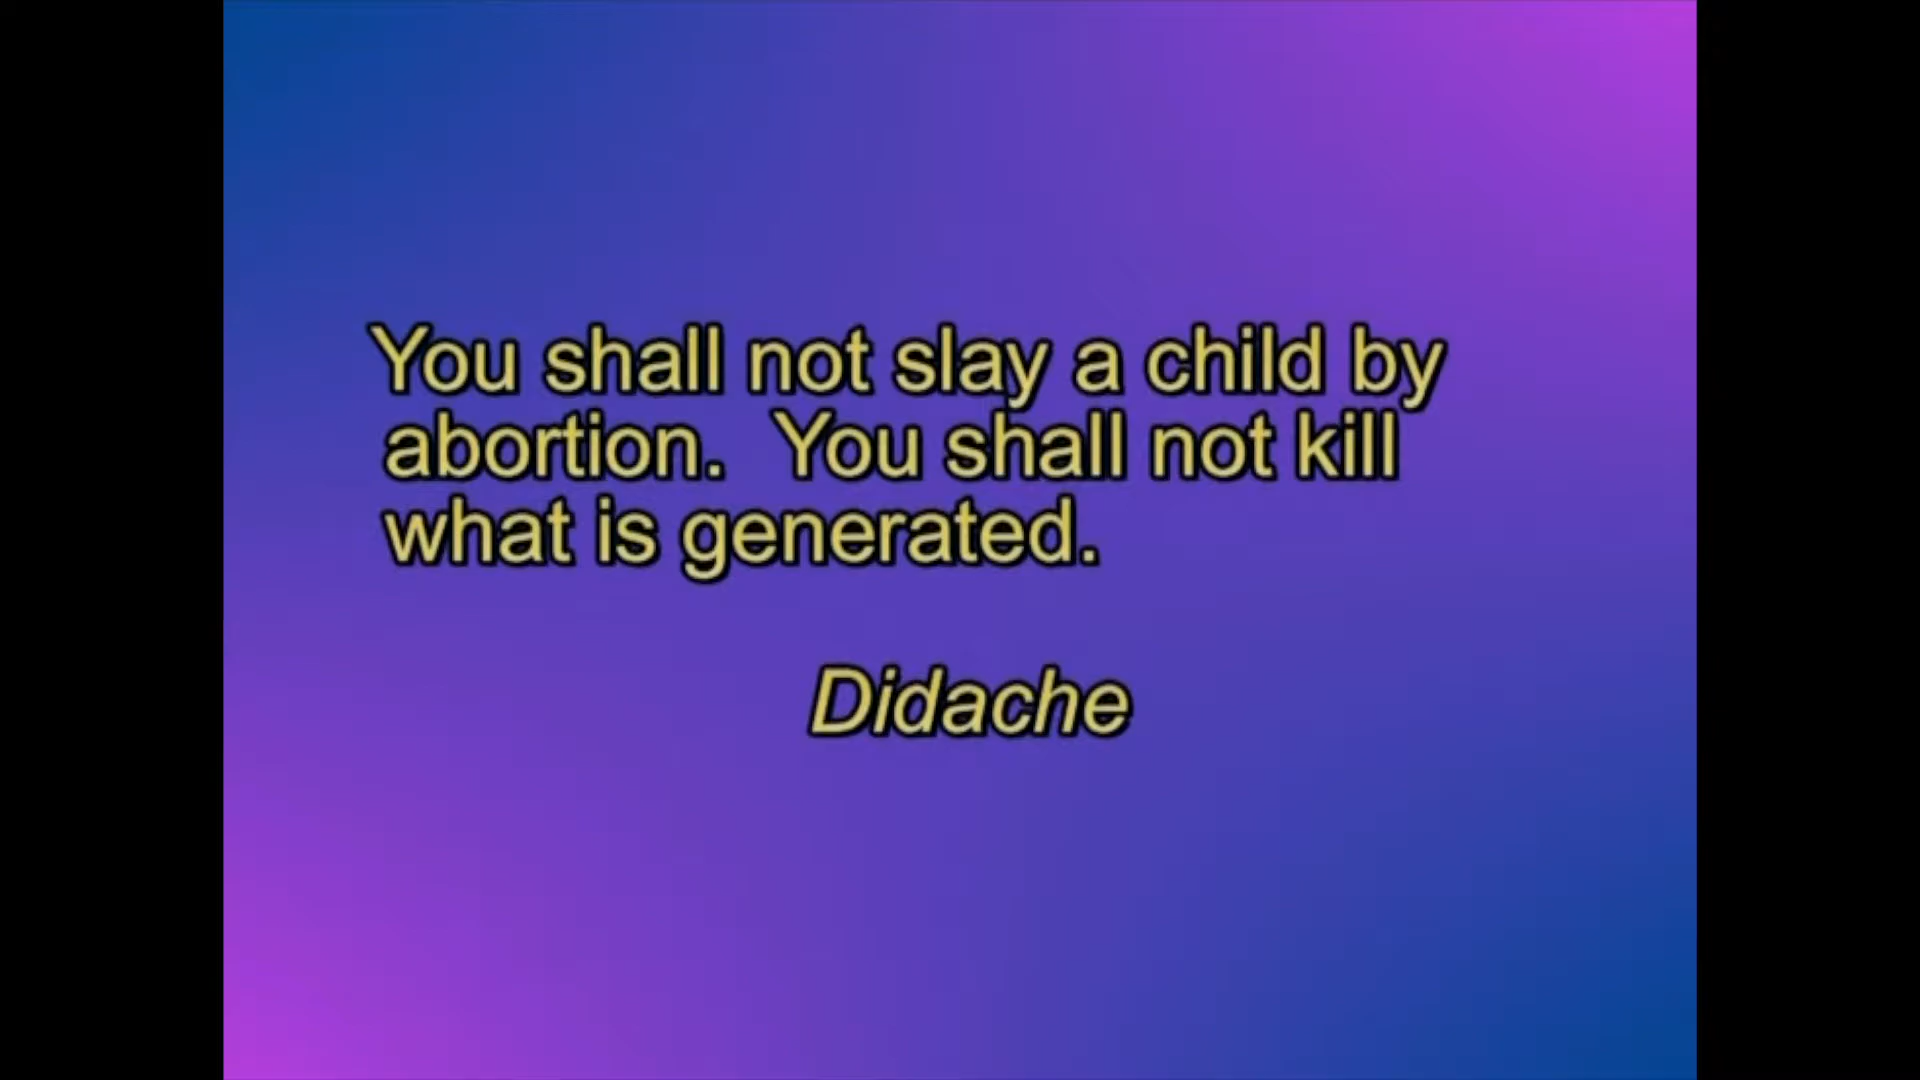 You shall not slay a child by
abortion.  You shall not kill
what is generated.
Didache